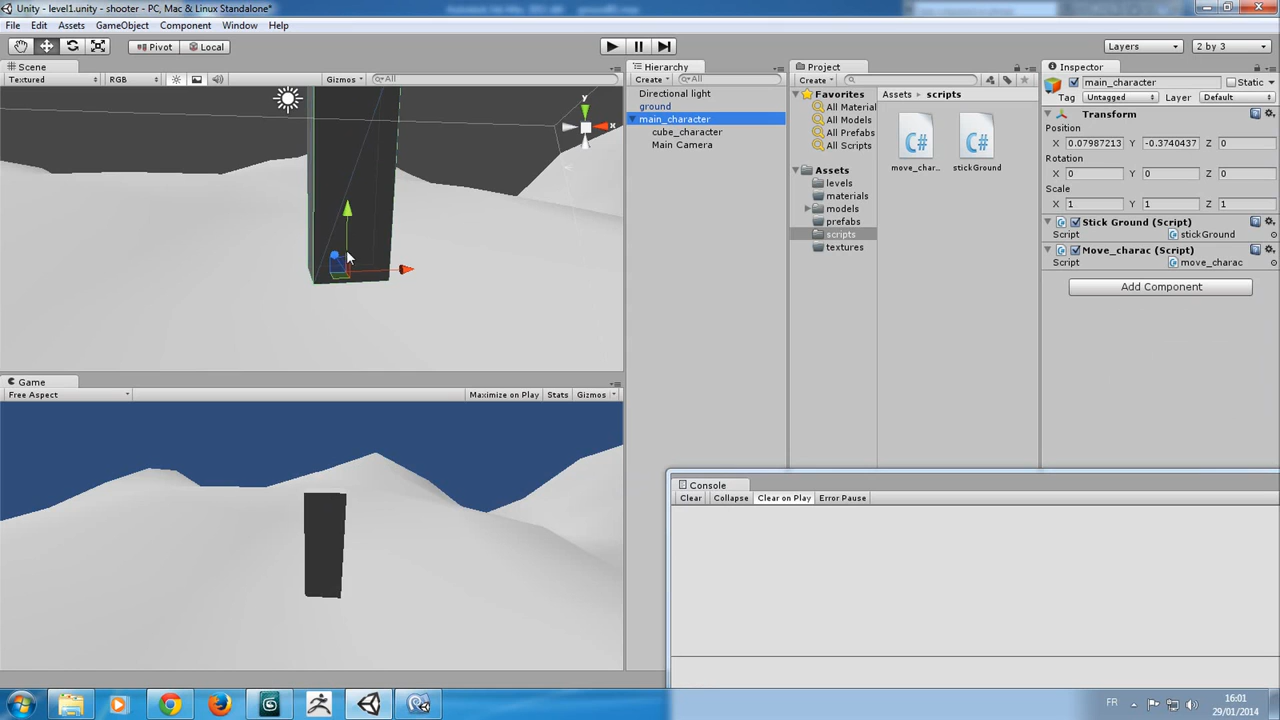 Unity - level1.unity - shooter - PC, Mac & Linux Standalone*
File Edit Assets GameObject Component Window Help
Pivot Local Layers 2 by 3
Scene
Textured RGB Gizmos All
Hierarchy
Create All
Directional light
ground
main_character
cube_character
Main Camera
Project
Create
Favorites
All Material
All Models
All Prefabs
All Scripts
Assets
levels
materials
models
prefabs
scripts
textures
Assets scripts
move_char... stickGround
Inspector
main_character Static
Tag Untagged Layer Default
Transform
Position
X 0.07987213 Y -0.3740437 Z 0
Rotation
X 0 Y 0 Z 0
Scale
X 1 Y 1 Z 1
Stick Ground (Script)
Script stickGround
Move_charac (Script)
Script move_charac
Add Component
y
x
Game
Free Aspect Maximize on Play Stats Gizmos
Console
Clear Collapse Clear on Play Error Pause
FR
16:01
29/01/2014